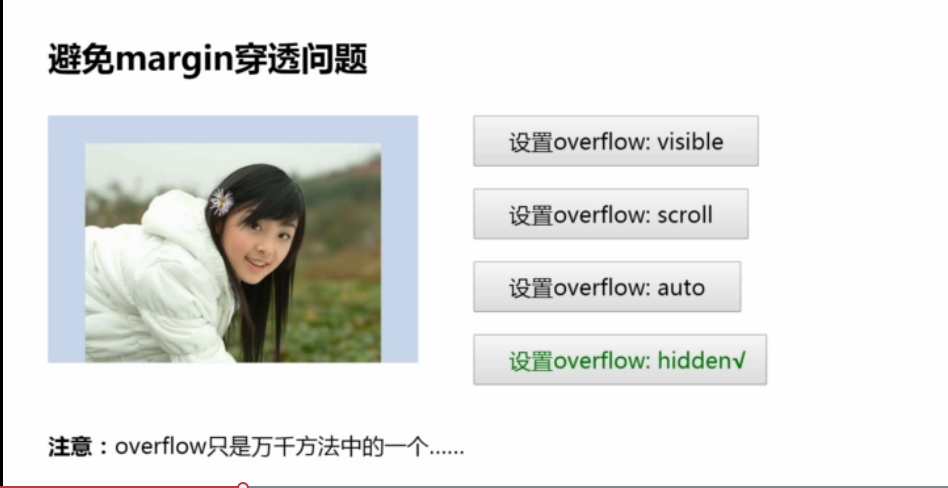 避免margin穿透问题
设置overflow: visible
设置overflow: scroll
设置overflow: auto
设置overflow: hidden√
注意：overflow只是万千方法中的一个……